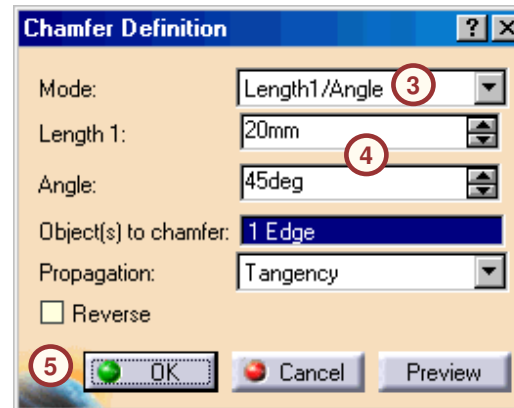 Chamfer Definition ? X
Mode: Length1/Angle 3
Length 1: 20mm
4
Angle: 45deg
Object(s) to chamfer: 1 Edge
Propagation: Tangency
Reverse
5 OK Cancel Preview